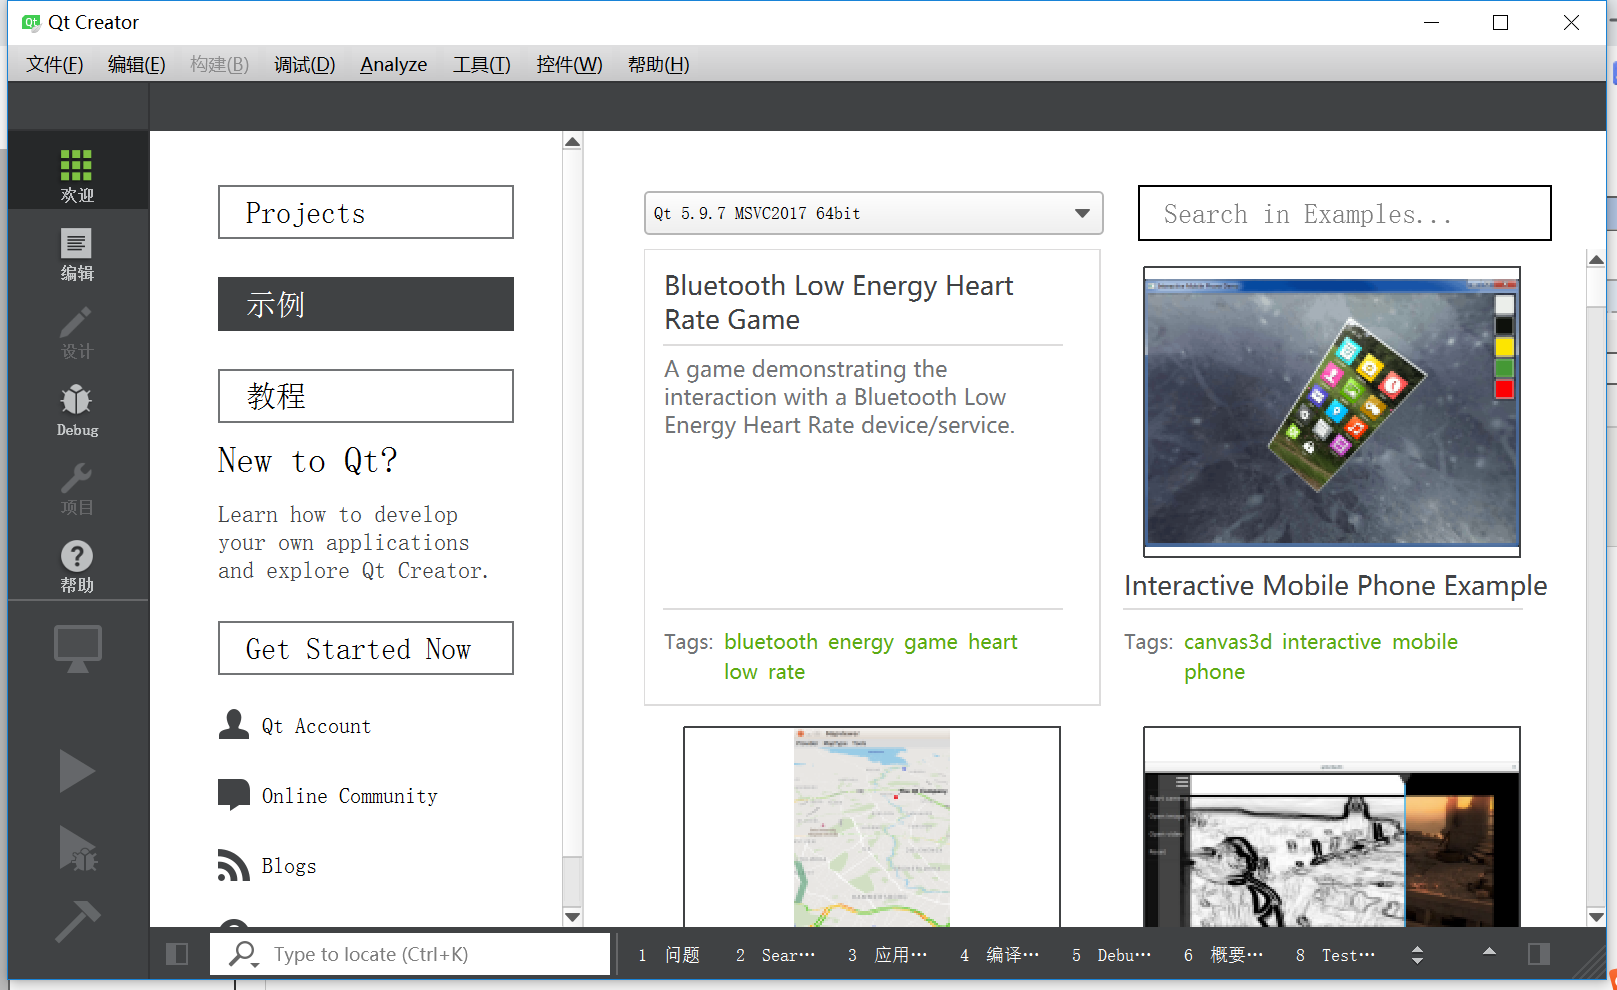 Qt Creator
文件(F) 编辑(E) 构建(B) 调试(D) Analyze 工具(T) 控件(W) 帮助(H)
欢迎
编辑
设计
Debug
项目
帮助
Projects
示例
教程
New to Qt?
Learn how to develop
your own applications
and explore Qt Creator.
Get Started Now
Qt Account
Online Community
Blogs
Qt 5.9.7 MSVC2017 64bit
Search in Examples...
Bluetooth Low Energy Heart
Rate Game
A game demonstrating the
interaction with a Bluetooth Low
Energy Heart Rate device/service.
Tags: bluetooth energy game heart
low rate
Interactive Mobile Phone Example
Tags: canvas3d interactive mobile
phone
The Qt Company
Type to locate (Ctrl+K)
1 问题 2 Sear… 3 应用… 4 编译… 5 Debu… 6 概要… 8 Test…